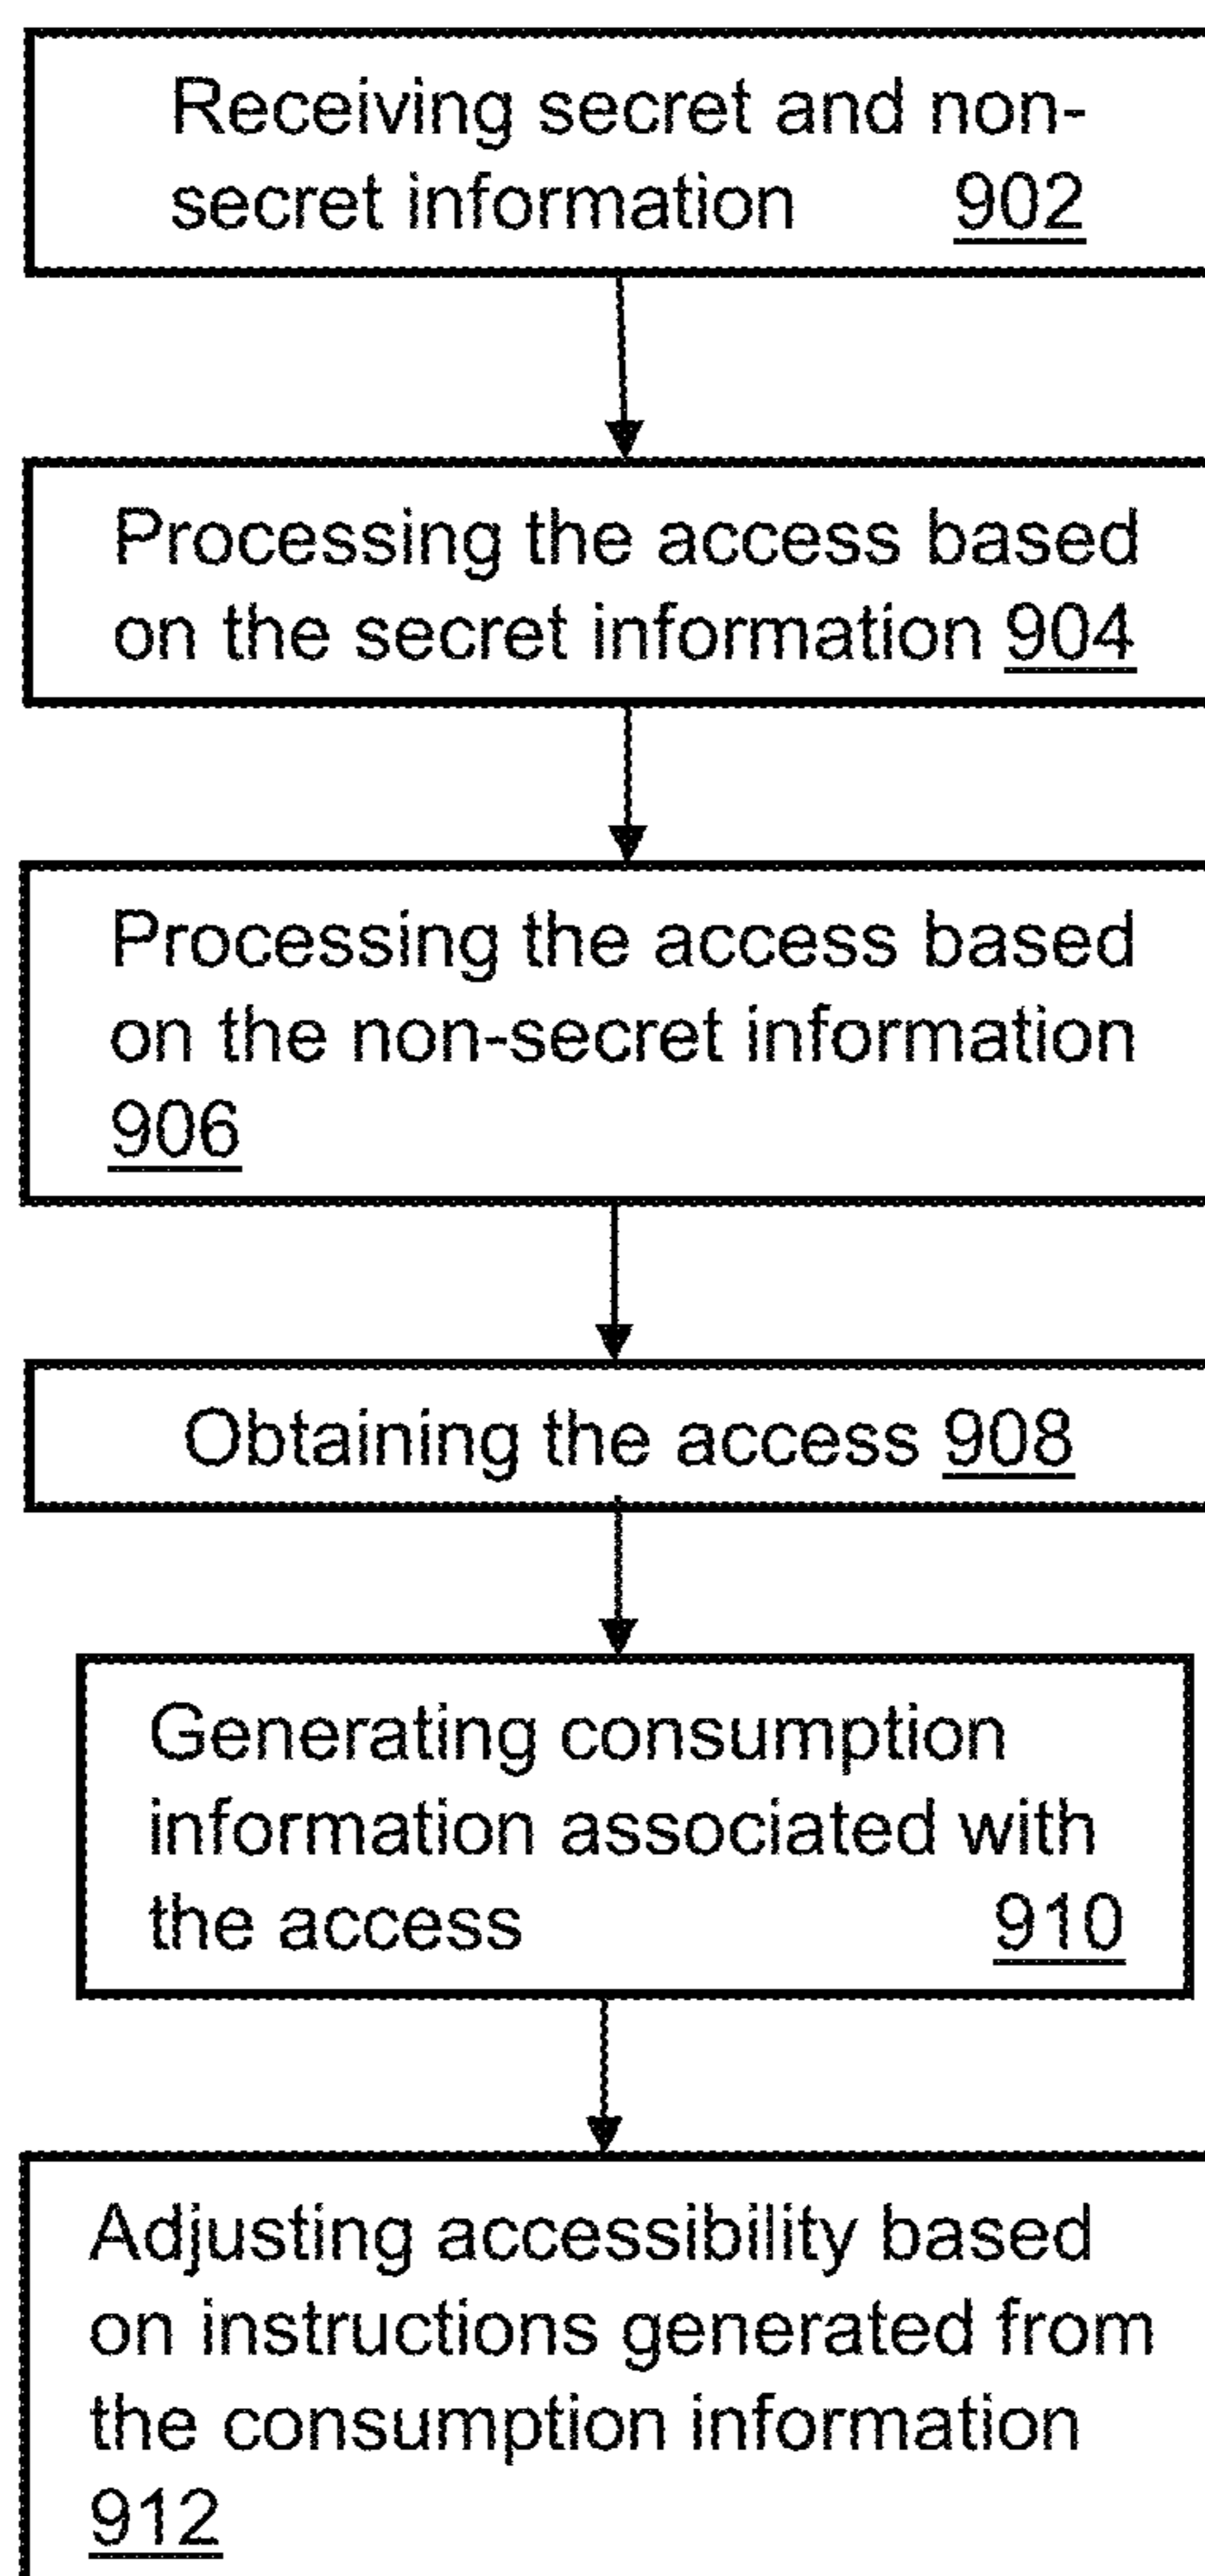 Receiving secret and non-
secret information 902
Processing the access based
on the secret information 904
Processing the access based
on the non-secret information
906
Obtaining the access 908
Generating consumption
information associated with
the access 910
Adjusting accessibility based
on instructions generated from
the consumption information
912